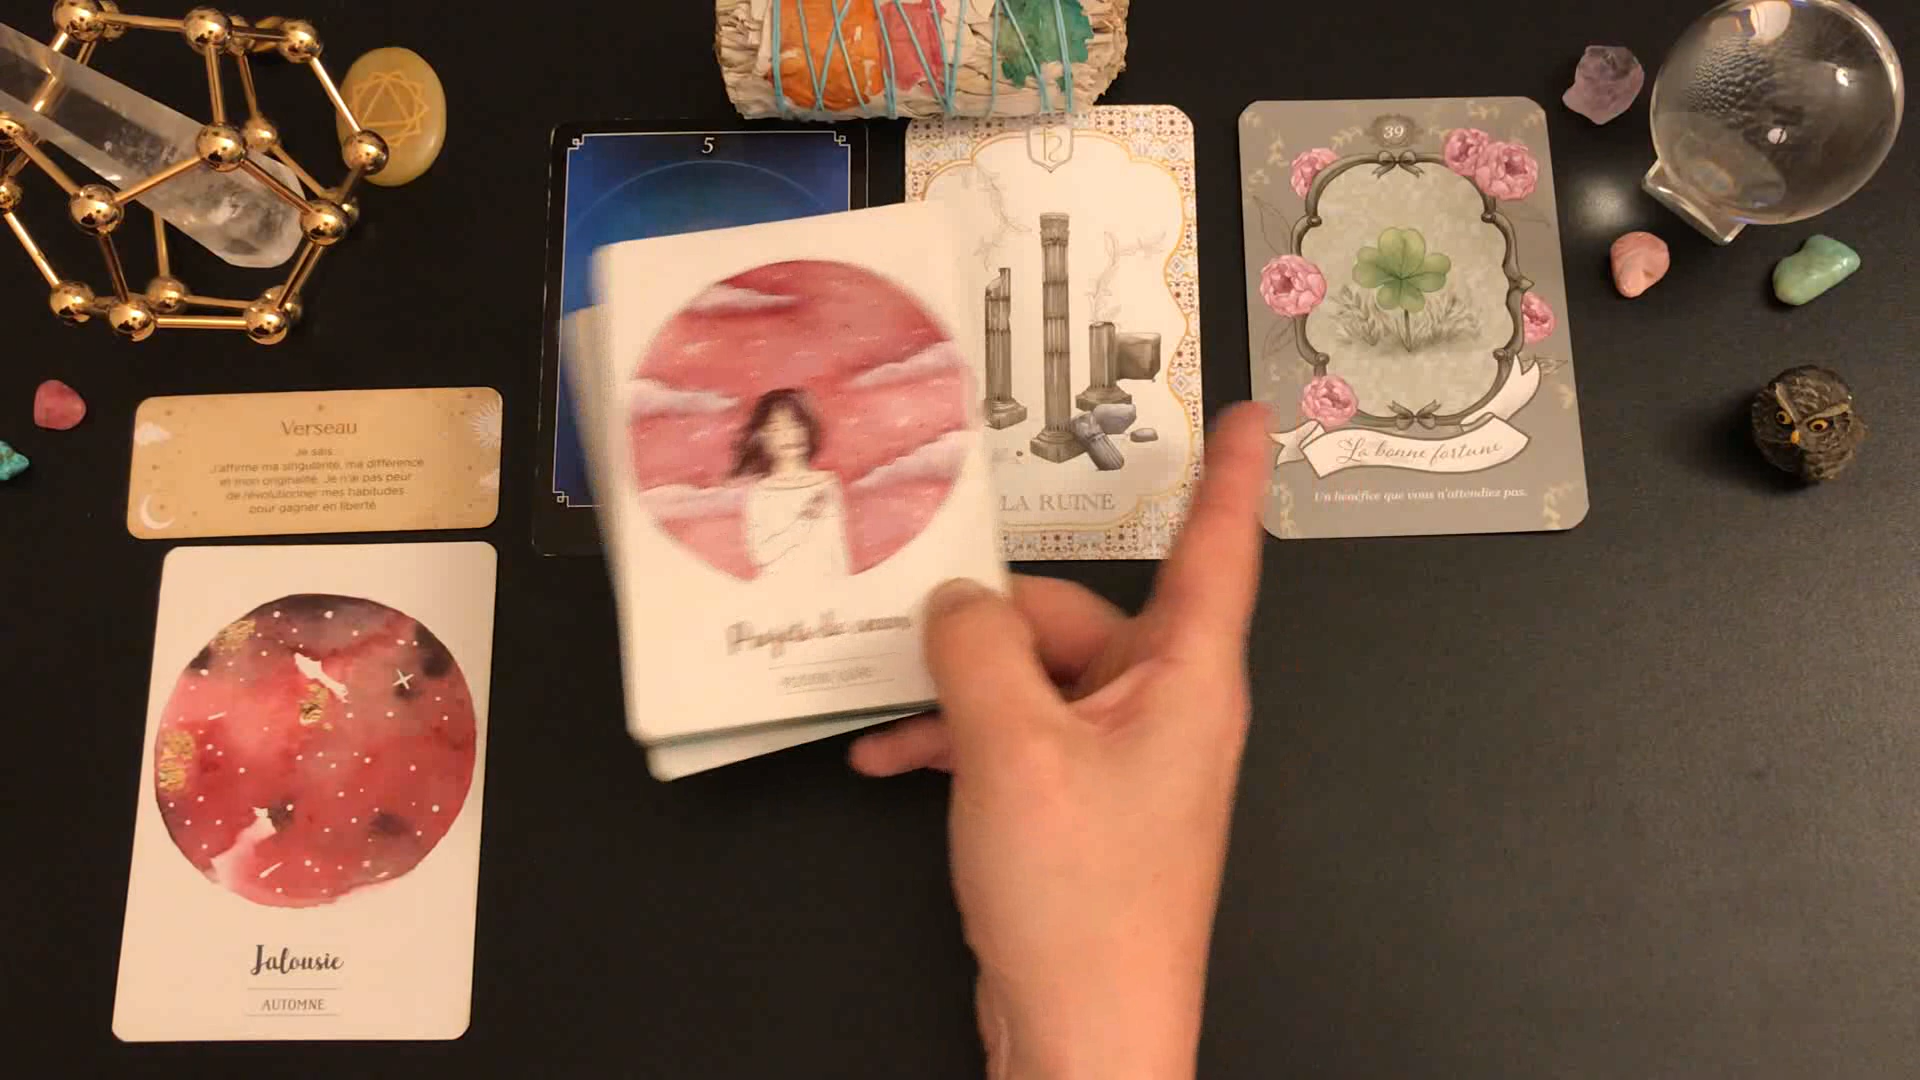 5
LA RUINE
39
La bonne fortune
Un bénéfice que vous n'attendiez pas.
Verseau
Je sais...
J'affirme ma singularité, ma différence
et mon originalité. Je n'ai pas peur
de révolutionner mes habitudes
pour gagner en liberté
Jalousie
AUTOMNE